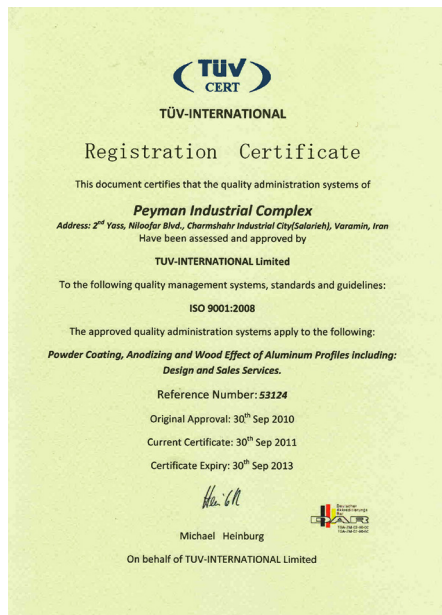 TÜV
CERT
TÜV-INTERNATIONAL
Registration Certificate
This document certifies that the quality administration systems of
Peyman Industrial Complex
Address: 2nd Yass, Niloofar Blvd., Charmshahr Industrial City(Salarieh), Varamin, Iran
Have been assessed and approved by
TUV-INTERNATIONAL Limited
To the following quality management systems, standards and guidelines:
ISO 9001:2008
The approved quality administration systems apply to the following:
Powder Coating, Anodizing and Wood Effect of Aluminum Profiles including:
Design and Sales Services.
Reference Number: 53124
Original Approval: 30th Sep 2010
Current Certificate: 30th Sep 2011
Certificate Expiry: 30th Sep 2013
Deutscher
Akkreditierungs
Rat
DAR
Michael Heinburg
On behalf of TUV-INTERNATIONAL Limited